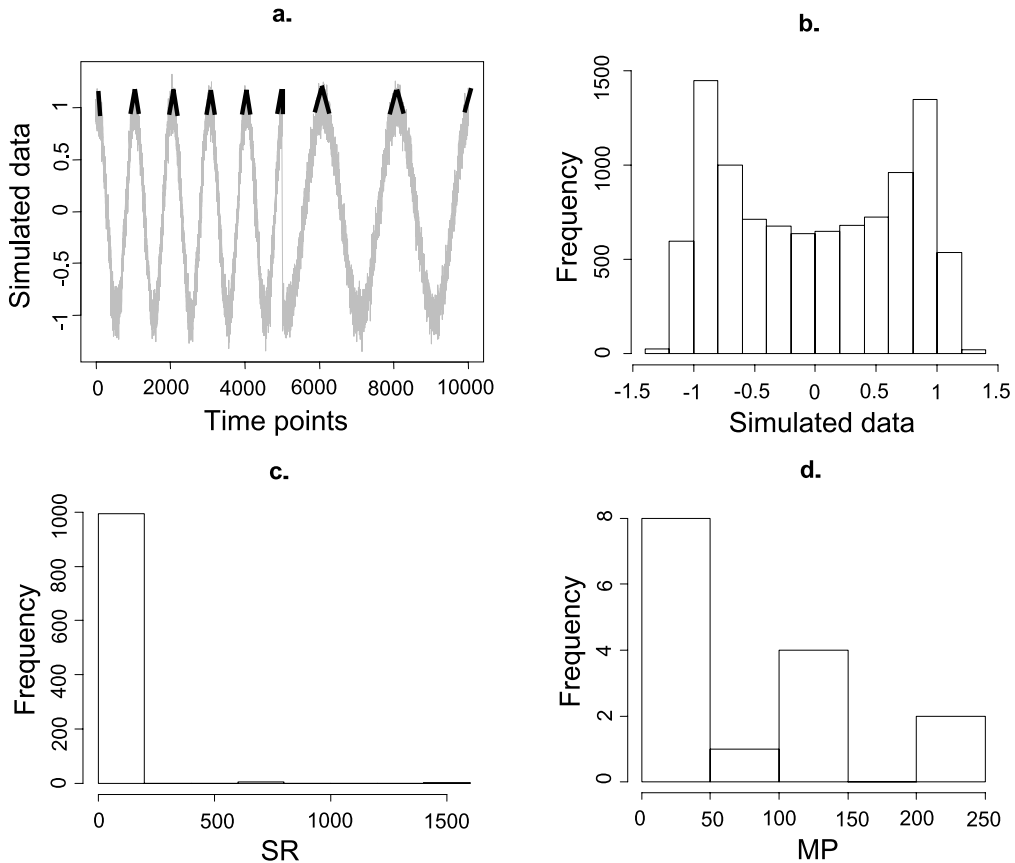 a.
Simulated data
1
0.5
0
-0.5
-1
0 2000 4000 6000 8000 10000
Time points
b.
Frequency
1500
1000
500
0
-1.5 -1 -0.5 0 0.5 1 1.5
Simulated data
c.
Frequency
1000
800
600
400
200
0
0 500 1000 1500
SR
d.
Frequency
8
6
4
2
0
0 50 100 150 200 250
MP